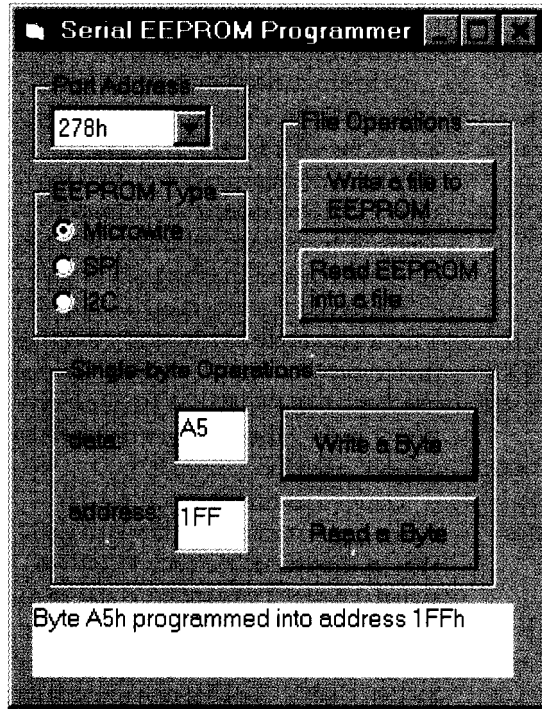 Serial EEPROM Programmer
Port Address
278h
EEPROM Type
Microwire
SPI
I2C
File Operations
Write a file to
EEPROM
Read EEPROM
into a file
Single-byte Operations
data:
A5
Write a Byte
address:
1FF
Read a Byte
Byte A5h programmed into address 1FFh